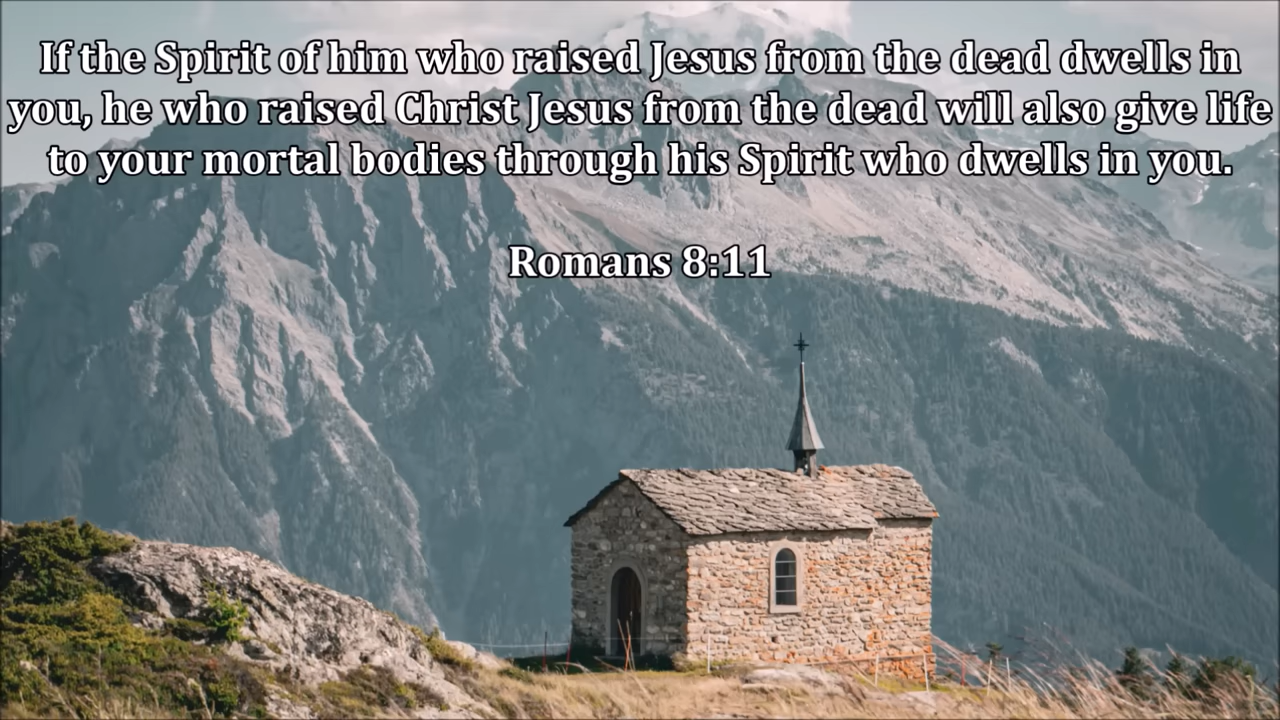 If the Spirit of him who raised Jesus from the dead dwells in
you, he who raised Christ Jesus from the dead will also give life
to your mortal bodies through his Spirit who dwells in you.
Romans 8:11